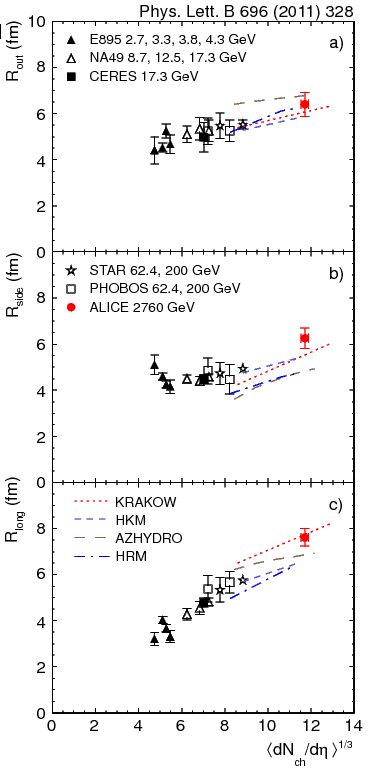 Phys. Lett. B 696 (2011) 328
R_out (fm)
10
8
6
4
2
0
E895 2.7, 3.3, 3.8, 4.3 GeV
NA49 8.7, 12.5, 17.3 GeV
CERES 17.3 GeV
a)
R_side (fm)
8
6
4
2
0
STAR 62.4, 200 GeV
PHOBOS 62.4, 200 GeV
ALICE 2760 GeV
b)
R_long (fm)
8
6
4
2
0
KRAKOW
HKM
AZHYDRO
HRM
c)
0 2 4 6 8 10 12 14
⟨dN_ch/dη⟩^1/3